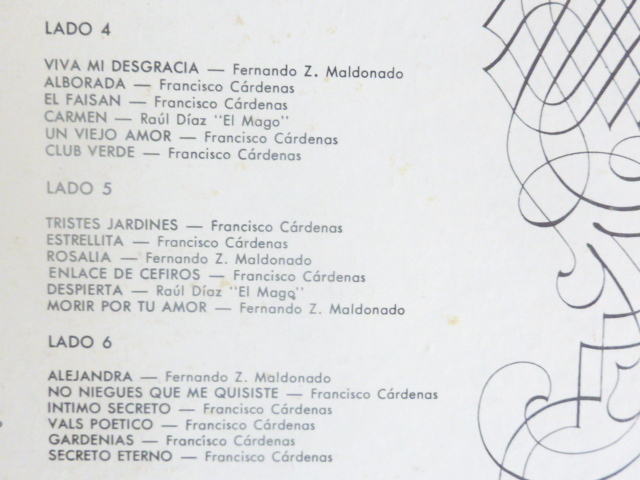 LADO 4
VIVA MI DESGRACIA — Fernando Z. Maldonado
ALBORADA — Francisco Cárdenas
EL FAISAN — Francisco Cárdenas
CARMEN — Raúl Díaz "El Mago"
UN VIEJO AMOR — Francisco Cárdenas
CLUB VERDE — Francisco Cárdenas
LADO 5
TRISTES JARDINES — Francisco Cárdenas
ESTRELLITA — Francisco Cárdenas
ROSALIA — Fernando Z. Maldonado
ENLACE DE CEFIROS — Francisco Cárdenas
DESPIERTA — Raúl Díaz "El Mago"
MORIR POR TU AMOR — Fernando Z. Maldonado
LADO 6
ALEJANDRA — Fernando Z. Maldonado
NO NIEGUES QUE ME QUISISTE — Francisco Cárdenas
INTIMO SECRETO — Francisco Cárdenas
VALS POETICO — Francisco Cárdenas
GARDENIAS — Francisco Cárdenas
SECRETO ETERNO — Francisco Cárdenas